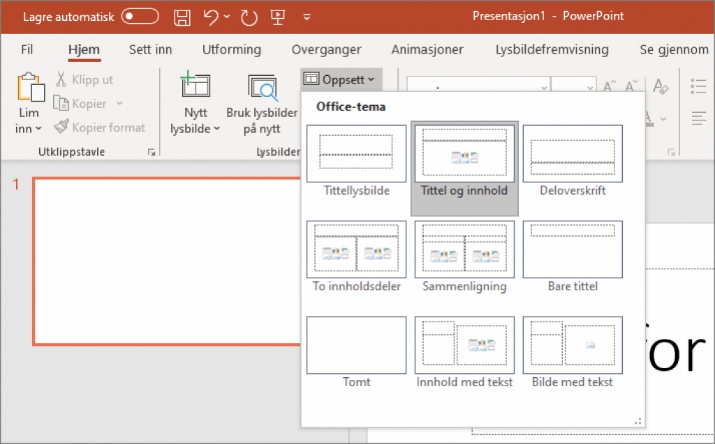 Lagre automatisk
Presentasjon1 - PowerPoint
Fil Hjem Sett inn Utforming Overganger Animasjoner Lysbildefremvisning Se gjennom
Lim inn
Klipp ut
Kopier
Kopier format
Utklippstavle
Nytt lysbilde
Bruk lysbilder på nytt
Lysbilder
Oppsett
Office-tema
Tittellysbilde Tittel og innhold Deloverskrift
To innholdsdeler Sammenligning Bare tittel
Tomt Innhold med tekst Bilde med tekst
1
for